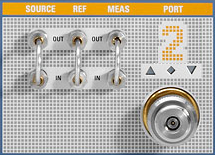 SOURCE REF MEAS PORT
OUT OUT
2
IN IN